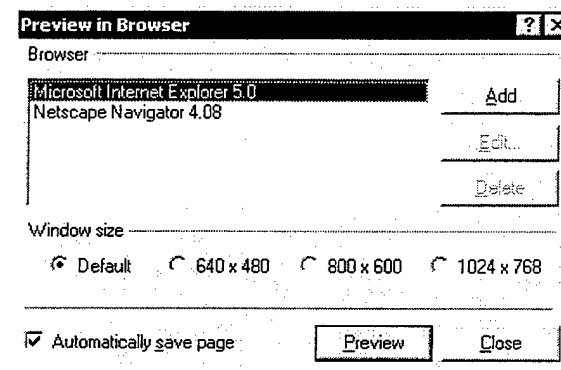 Preview in Browser
Browser
Microsoft Internet Explorer 5.0
Netscape Navigator 4.08
Add
Edit...
Delete
Window size
Default 640 x 480 800 x 600 1024 x 768
Automatically save page Preview Close